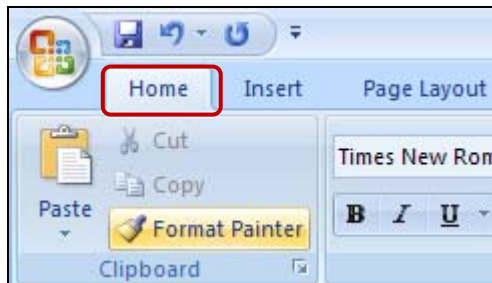 Home Insert Page Layout
Cut
Times New Rom
Copy
Paste
B I U
Format Painter
Clipboard